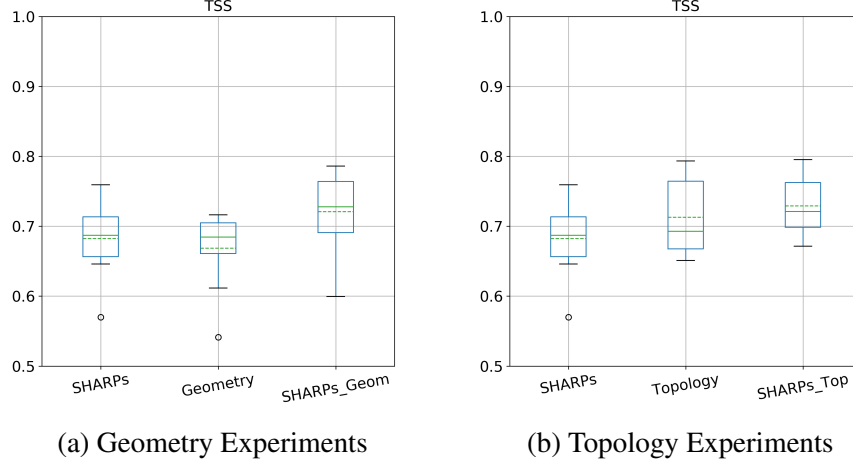 TSS
1.0
0.9
0.8
0.7
0.6
0.5
SHARPs
Geometry
SHARPs_Geom
(a) Geometry Experiments
TSS
1.0
0.9
0.8
0.7
0.6
0.5
SHARPs
Topology
SHARPs_Top
(b) Topology Experiments